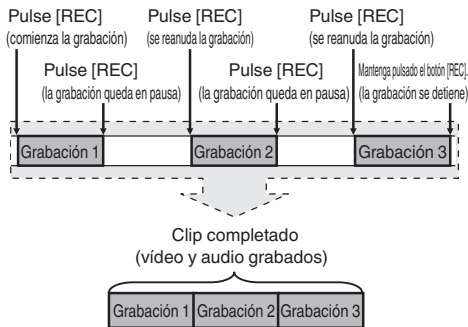 Pulse [REC]
(comienza la grabación)
Pulse [REC]
(se reanuda la grabación)
Pulse [REC]
(se reanuda la grabación)
Pulse [REC]
(la grabación queda en pausa)
Pulse [REC]
(la grabación queda en pausa)
Mantenga pulsado el botón [REC].
(la grabación se detiene)
Grabación 1
Grabación 2
Grabación 3
Clip completado
(vídeo y audio grabados)
Grabación 1
Grabación 2
Grabación 3